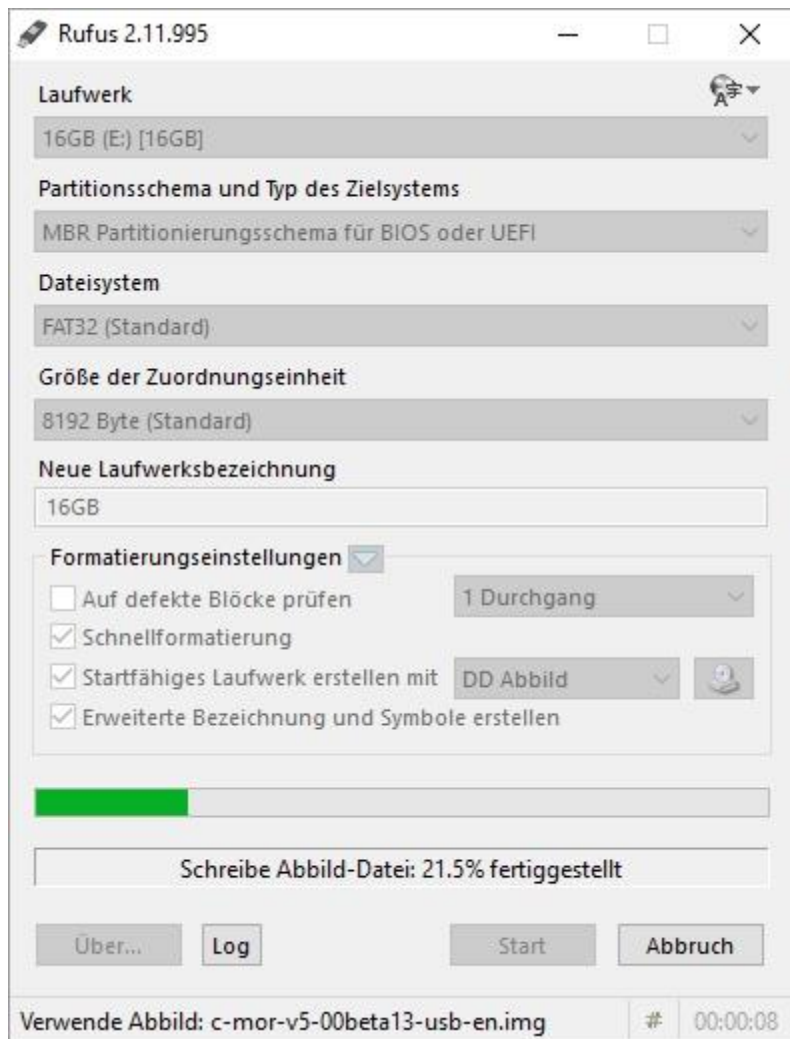 Rufus 2.11.995
Laufwerk
16GB (E:) [16GB]
Partitionsschema und Typ des Zielsystems
MBR Partitionierungsschema für BIOS oder UEFI
Dateisystem
FAT32 (Standard)
Größe der Zuordnungseinheit
8192 Byte (Standard)
Neue Laufwerksbezeichnung
16GB
Formatierungseinstellungen
Auf defekte Blöcke prüfen 1 Durchgang
Schnellformatierung
Startfähiges Laufwerk erstellen mit DD Abbild
Erweiterte Bezeichnung und Symbole erstellen
Schreibe Abbild-Datei: 21.5% fertiggestellt
Über... Log Start Abbruch
Verwende Abbild: c-mor-v5-00beta13-usb-en.img # 00:00:08